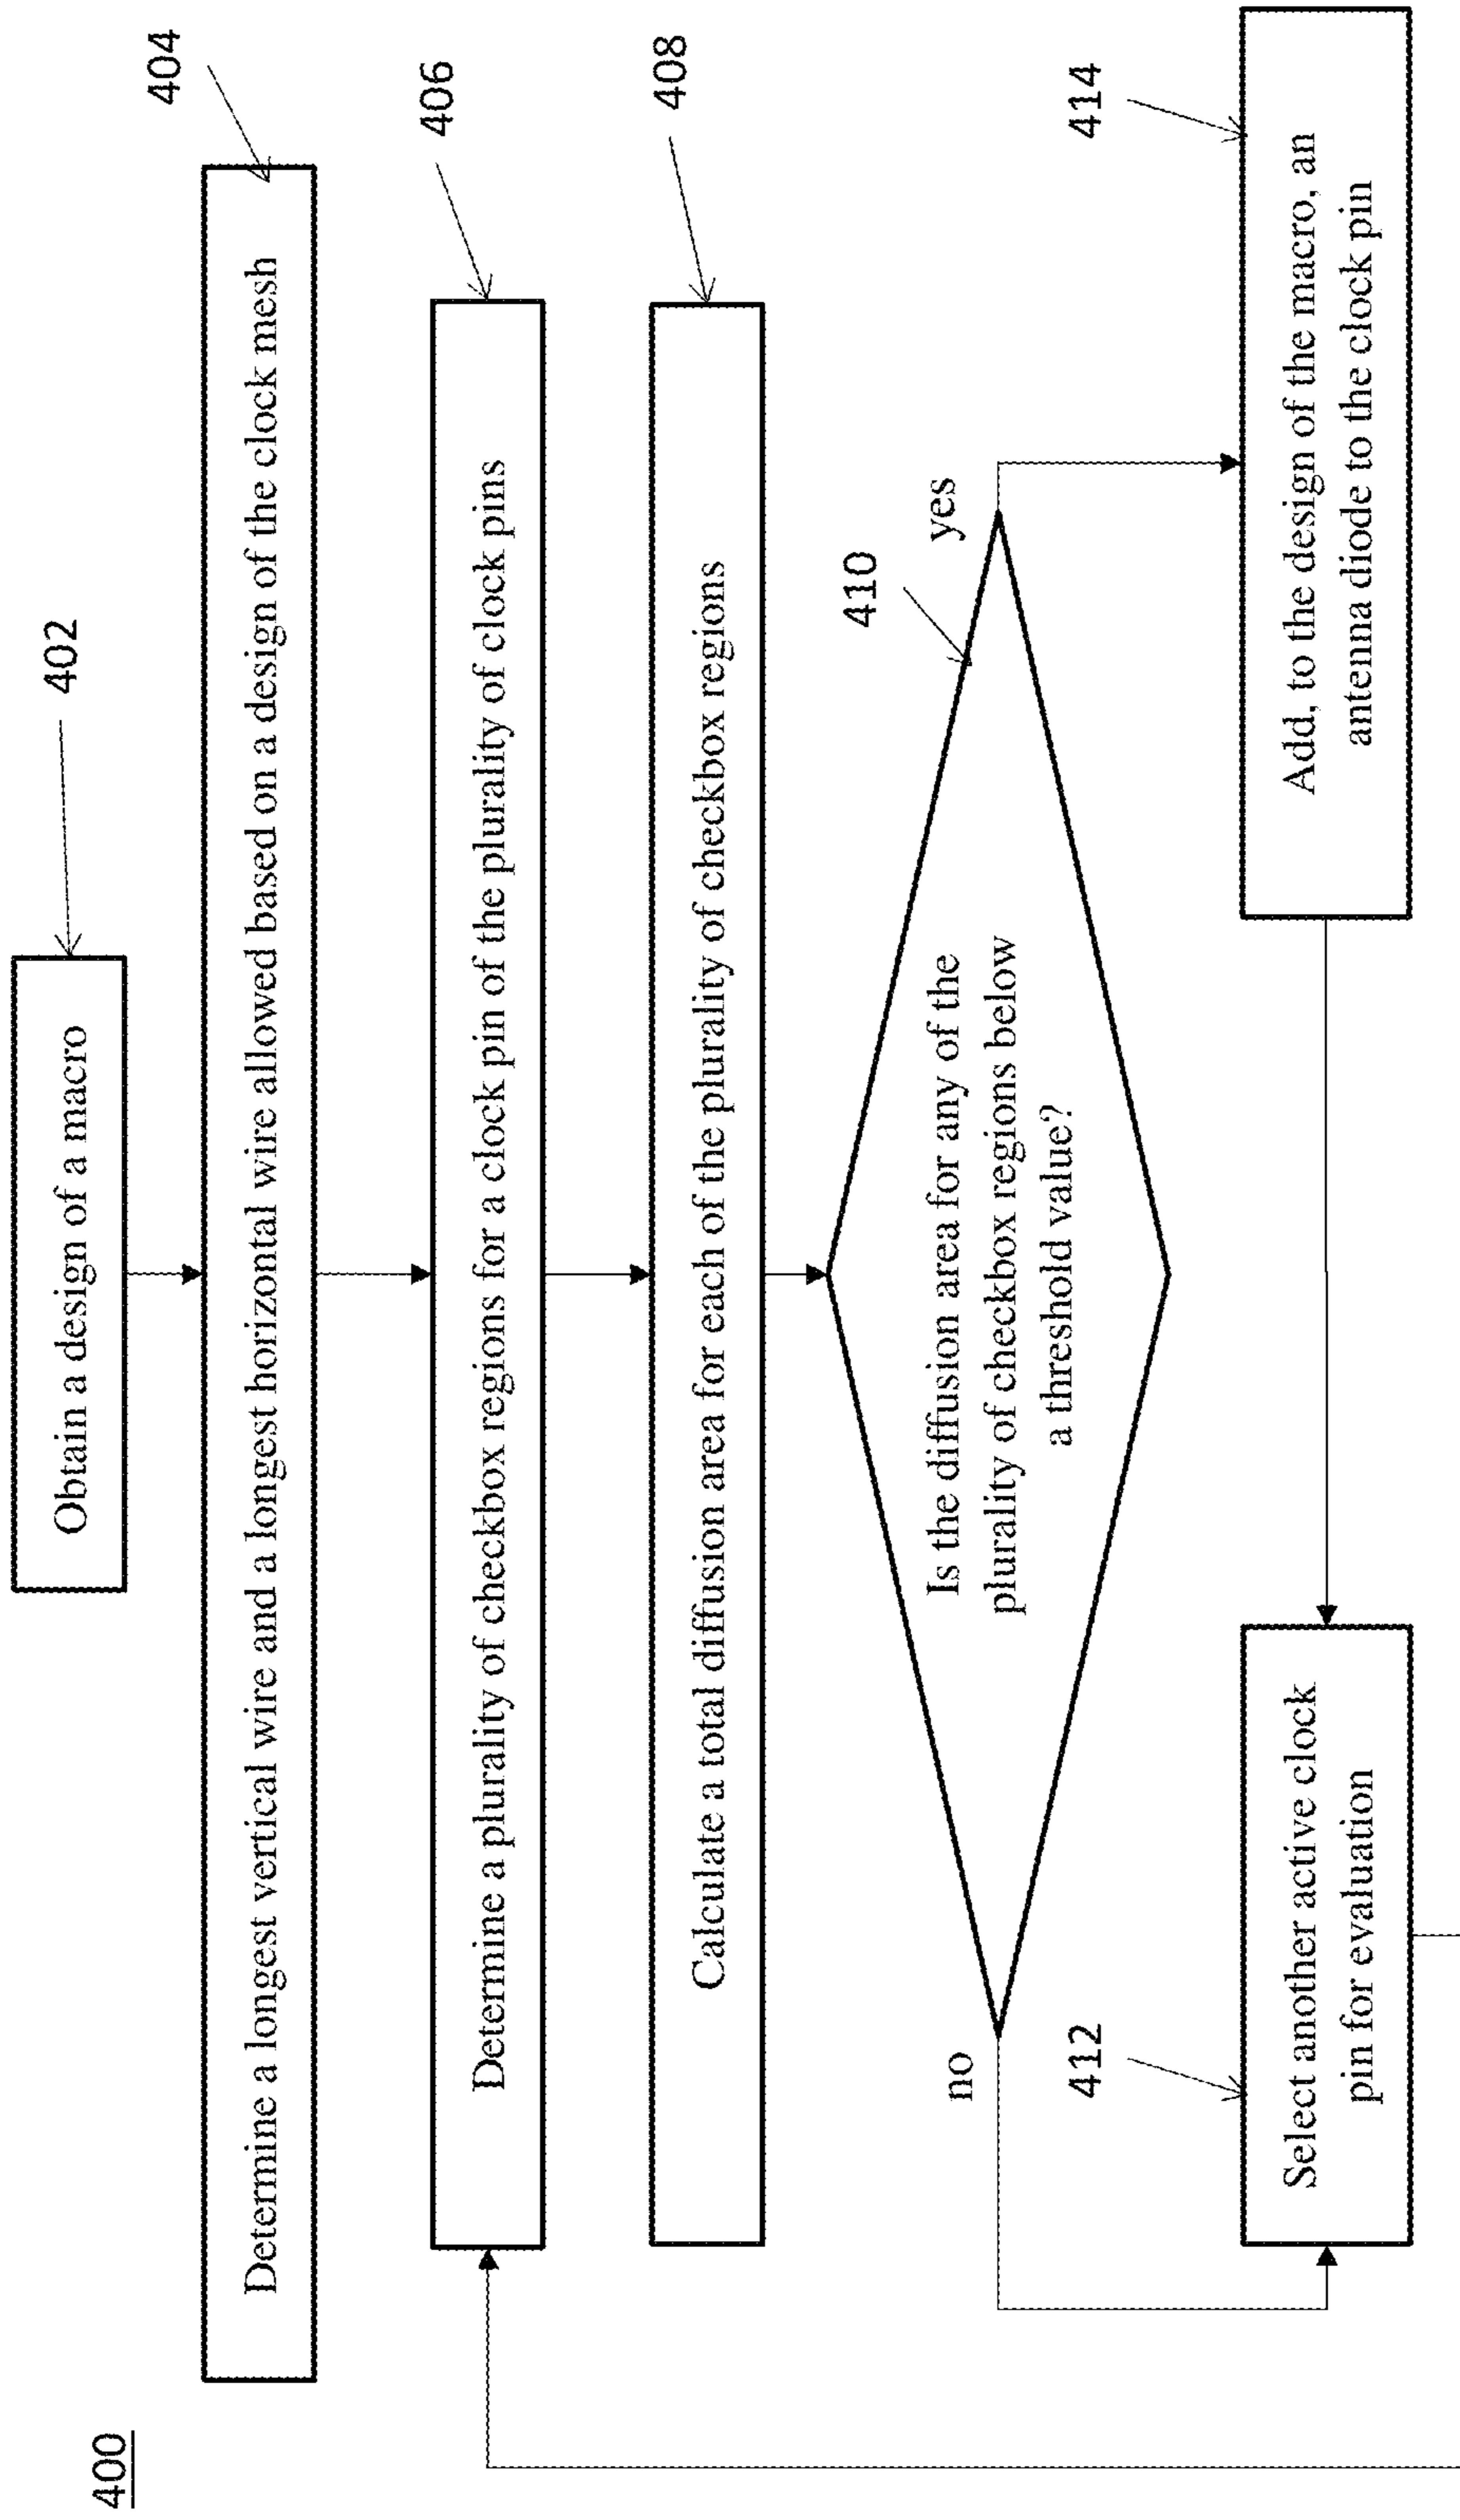 400
402
Obtain a design of a macro
404
Determine a longest vertical wire and a longest horizontal wire allowed based on a design of the clock mesh
406
Determine a plurality of checkbox regions for a clock pin of the plurality of clock pins
408
Calculate a total diffusion area for each of the plurality of checkbox regions
410
Is the diffusion area for any of the
plurality of checkbox regions below
a threshold value?
no
yes
412
Select another active clock
pin for evaluation
414
Add, to the design of the macro, an
antenna diode to the clock pin